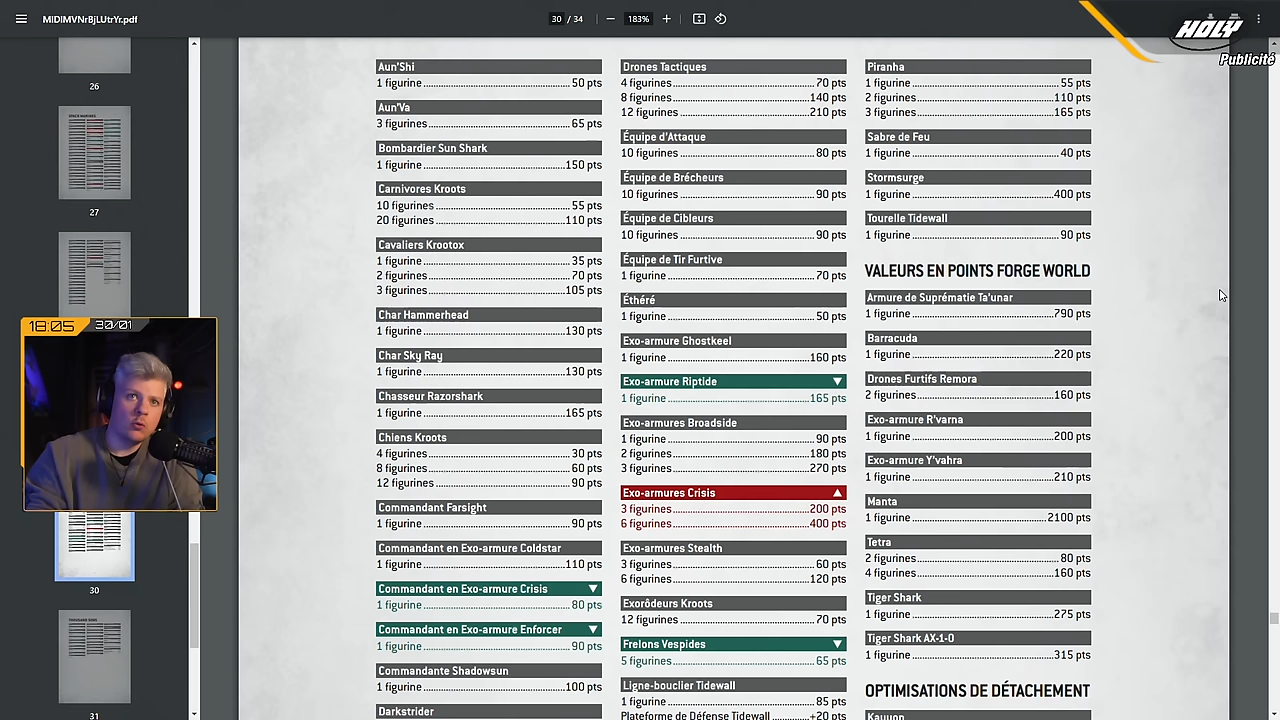 MIDIMVNrBjLUtrYr.pdf
30 / 34
183%
HOLY
Publicité
26
27
30
31
18:05 30/01
Aun'Shi
1 figurine 50 pts
Aun'Va
3 figurines 65 pts
Bombardier Sun Shark
1 figurine 150 pts
Carnivores Kroots
10 figurines 55 pts
20 figurines 110 pts
Cavaliers Krootox
1 figurine 35 pts
2 figurines 70 pts
3 figurines 105 pts
Char Hammerhead
1 figurine 130 pts
Char Sky Ray
1 figurine 130 pts
Chasseur Razorshark
1 figurine 165 pts
Chiens Kroots
4 figurines 30 pts
8 figurines 60 pts
12 figurines 90 pts
Commandant Farsight
1 figurine 90 pts
Commandant en Exo-armure Coldstar
1 figurine 110 pts
Commandant en Exo-armure Crisis ▼
1 figurine 80 pts
Commandant en Exo-armure Enforcer ▼
1 figurine 90 pts
Commandante Shadowsun
1 figurine 100 pts
Darkstrider
Drones Tactiques
4 figurines 70 pts
8 figurines 140 pts
12 figurines 210 pts
Équipe d'Attaque
10 figurines 80 pts
Équipe de Brécheurs
10 figurines 90 pts
Équipe de Cibleurs
10 figurines 90 pts
Équipe de Tir Furtive
1 figurine 70 pts
Éthéré
1 figurine 50 pts
Exo-armure Ghostkeel
1 figurine 160 pts
Exo-armure Riptide ▼
1 figurine 165 pts
Exo-armures Broadside
1 figurine 90 pts
2 figurines 180 pts
3 figurines 270 pts
Exo-armures Crisis ▲
3 figurines 200 pts
6 figurines 400 pts
Exo-armures Stealth
3 figurines 60 pts
6 figurines 120 pts
Exorôdeurs Kroots
12 figurines 70 pts
Frelons Vespides ▼
5 figurines 65 pts
Ligne-bouclier Tidewall
1 figurine 85 pts
Plateforme de Défense Tidewall +20 pts
Piranha
1 figurine 55 pts
2 figurines 110 pts
3 figurines 165 pts
Sabre de Feu
1 figurine 40 pts
Stormsurge
1 figurine 400 pts
Tourelle Tidewall
1 figurine 90 pts
VALEURS EN POINTS FORGE WORLD
Armure de Suprématie Ta'unar
1 figurine 790 pts
Barracuda
1 figurine 220 pts
Drones Furtifs Remora
2 figurines 160 pts
Exo-armure R'varna
1 figurine 200 pts
Exo-armure Y'vahra
1 figurine 210 pts
Manta
1 figurine 2100 pts
Tetra
2 figurines 80 pts
4 figurines 160 pts
Tiger Shark
1 figurine 275 pts
Tiger Shark AX-1-0
1 figurine 315 pts
OPTIMISATIONS DE DÉTACHEMENT
Kauyon